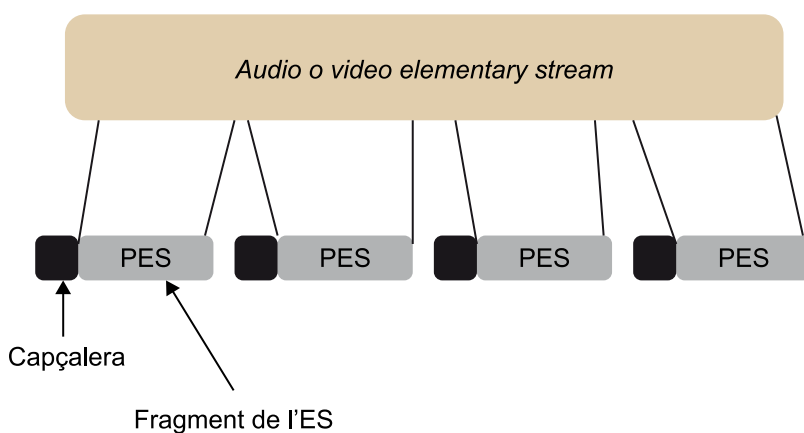 Audio o video elementary stream
PES PES PES PES
Capçalera
Fragment de l'ES